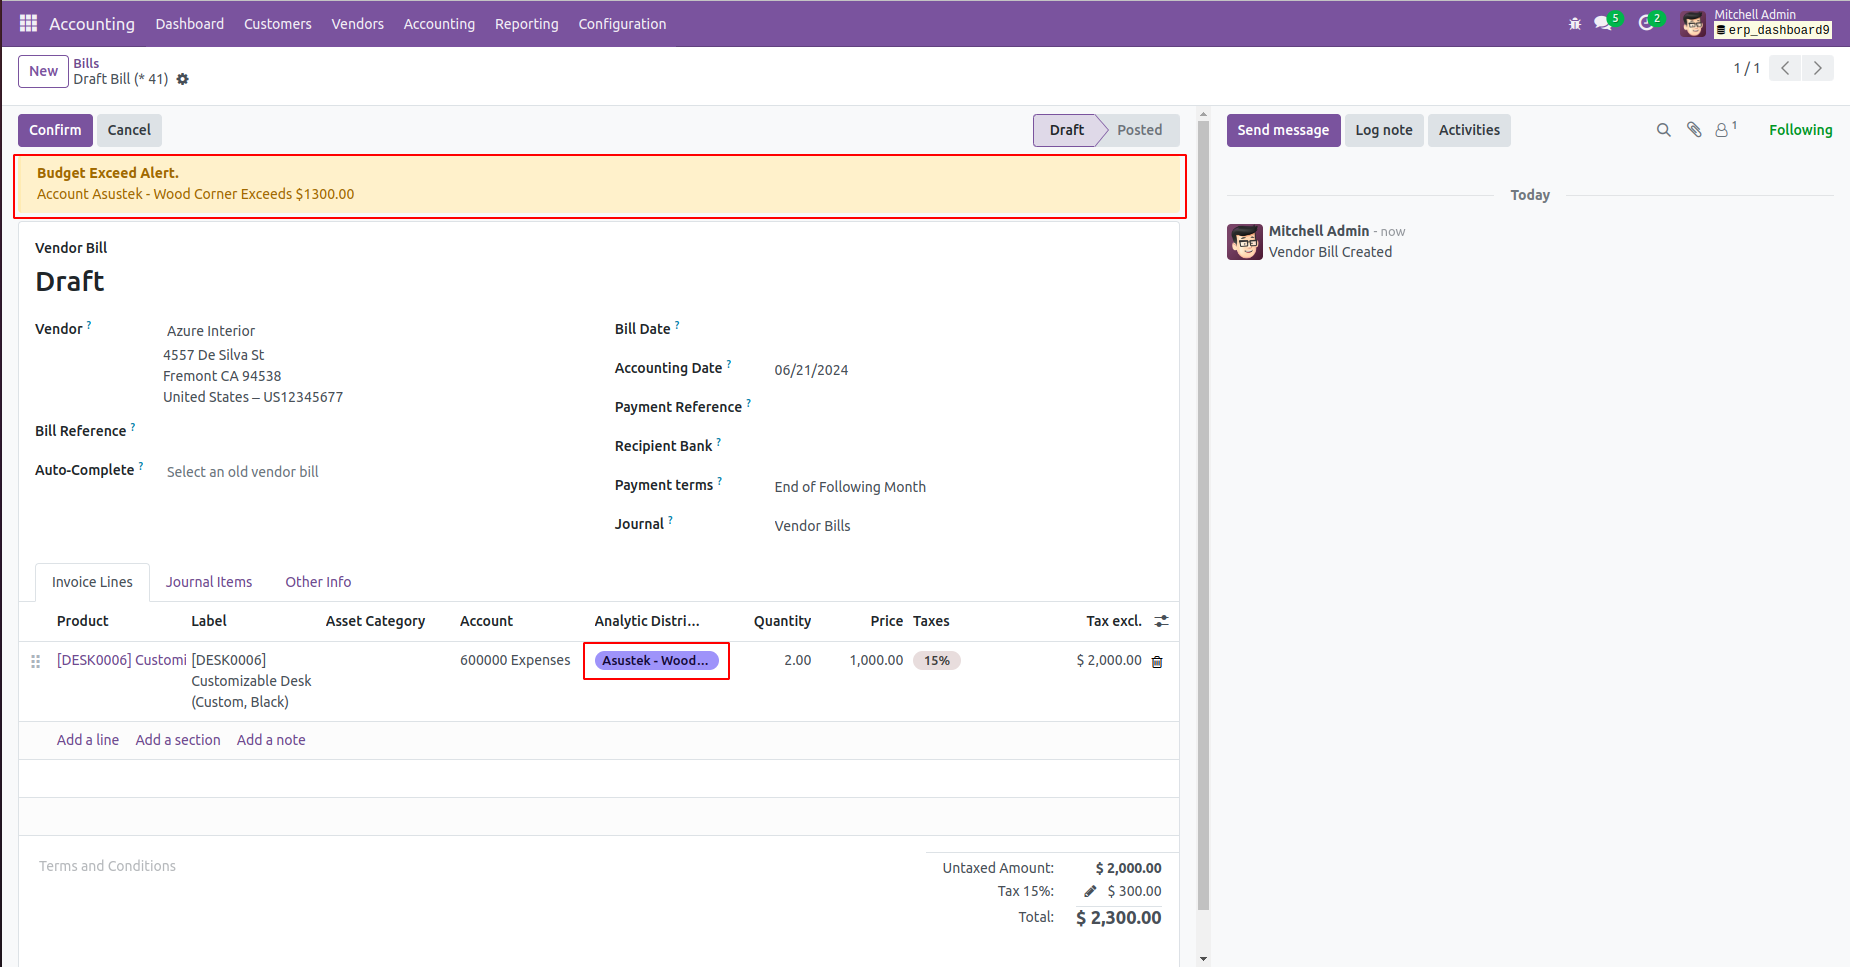 Accounting Dashboard Customers Vendors Accounting Reporting Configuration 5 2 Mitchell Admin
erp_dashboard9
New Bills
Draft Bill (* 41) 1 / 1
Confirm Cancel Draft Posted Send message Log note Activities 1 Following
Budget Exceed Alert.
Account Asustek - Wood Corner Exceeds $1300.00
Today
Mitchell Admin - now
Vendor Bill Created
Vendor Bill
Draft
Vendor ? Azure Interior
4557 De Silva St
Fremont CA 94538
United States – US12345677
Bill Reference ?
Auto-Complete ? Select an old vendor bill
Bill Date ?
Accounting Date ? 06/21/2024
Payment Reference ?
Recipient Bank ?
Payment terms ? End of Following Month
Journal ? Vendor Bills
Invoice Lines Journal Items Other Info
Product Label Asset Category Account Analytic Distri... Quantity Price Taxes Tax excl.
[DESK0006] Customi [DESK0006] 600000 Expenses Asustek - Wood... 2.00 1,000.00 15% $ 2,000.00
Customizable Desk
(Custom, Black)
Add a line Add a section Add a note
Terms and Conditions
Untaxed Amount: $ 2,000.00
Tax 15%: $ 300.00
Total: $ 2,300.00